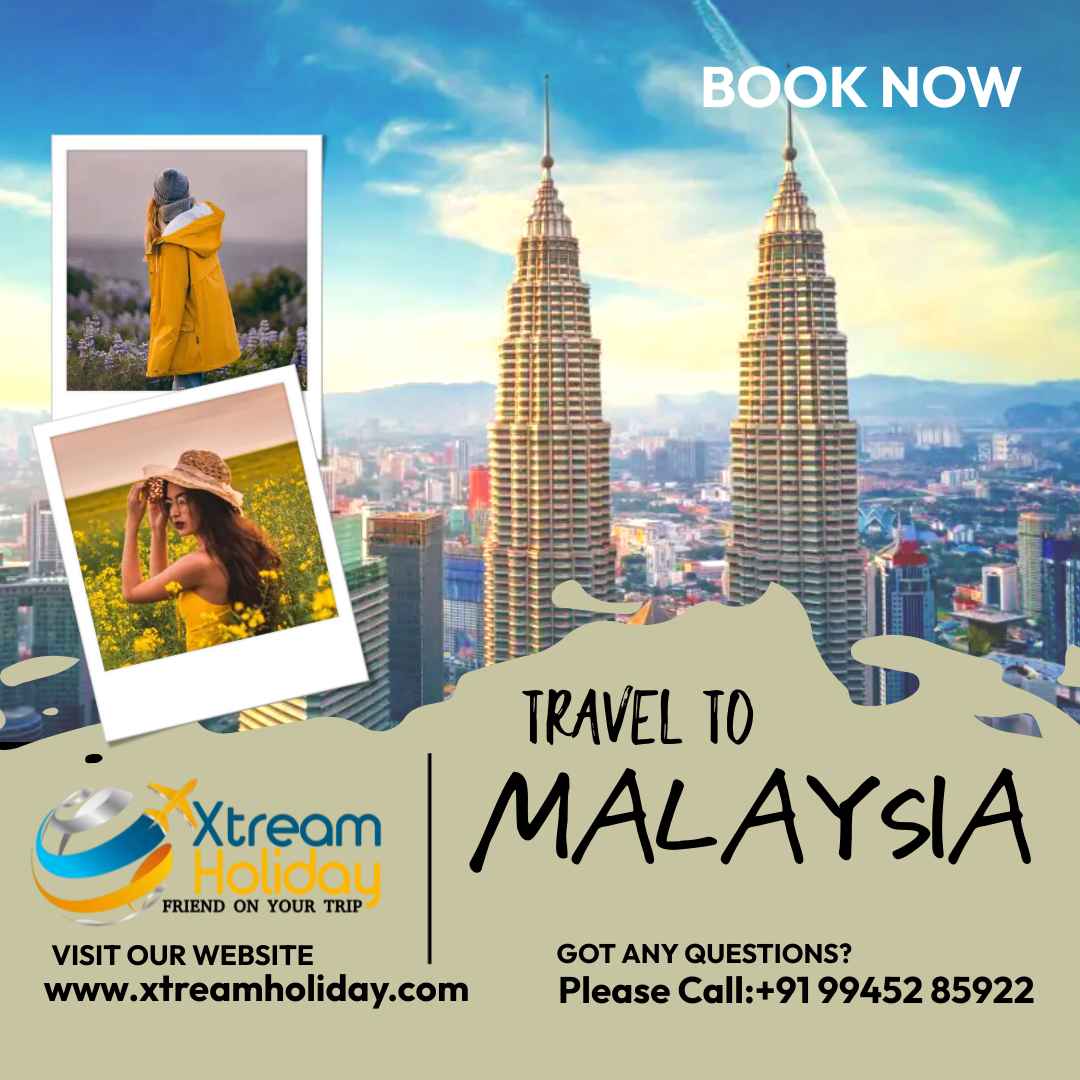 BOOK NOW
TRAVEL TO
MALAYSIA
Xtream
Holiday
FRIEND ON YOUR TRIP
VISIT OUR WEBSITE
www.xtreamholiday.com
GOT ANY QUESTIONS?
Please Call:+91 99452 85922